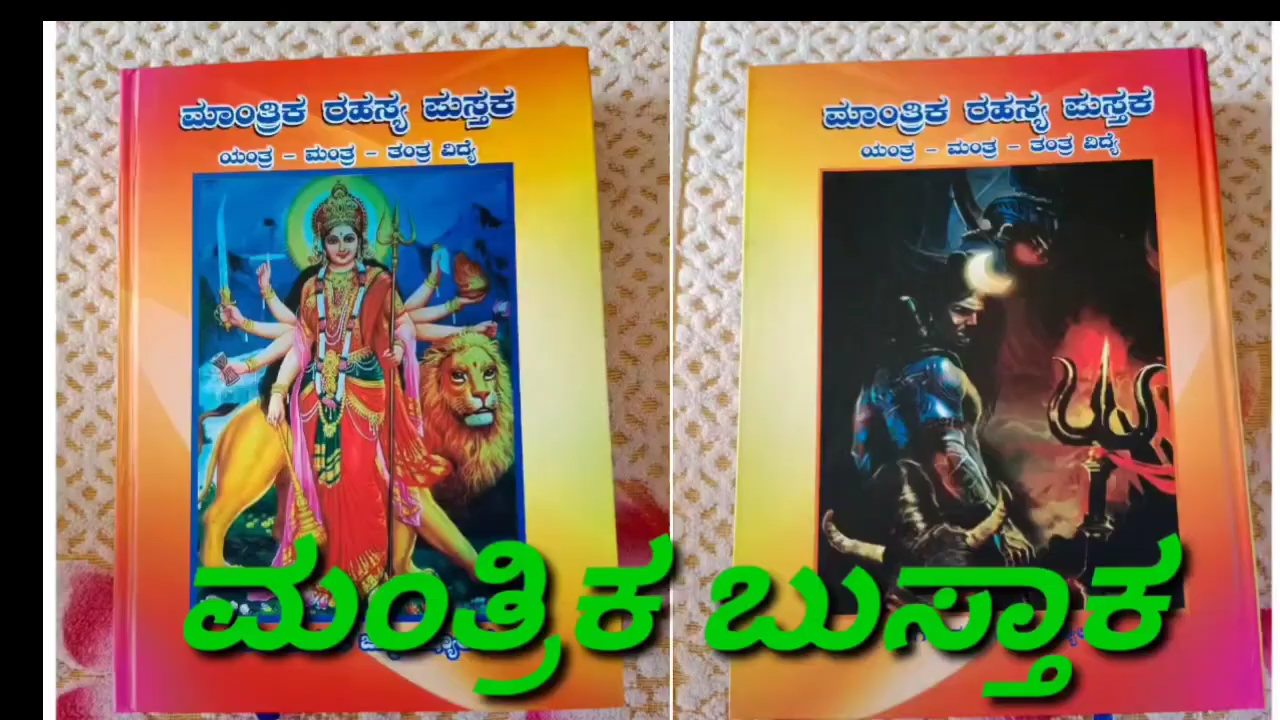 ಮಾಂತ್ರಿಕ ರಹಸ್ಯ ಪುಸ್ತಕ
ಯಂತ್ರ – ಮಂತ್ರ – ತಂತ್ರ ವಿದ್ಯೆ
ಮಾಂತ್ರಿಕ ರಹಸ್ಯ ಪುಸ್ತಕ
ಯಂತ್ರ – ಮಂತ್ರ – ತಂತ್ರ ವಿದ್ಯೆ
ಮಂತ್ರಿಕ ಬುಸ್ತಾಕ